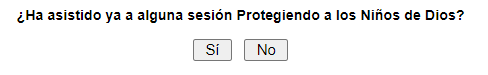 ¿Ha asistido ya a alguna sesión Protegiendo a los Niños de Dios?
Sí No